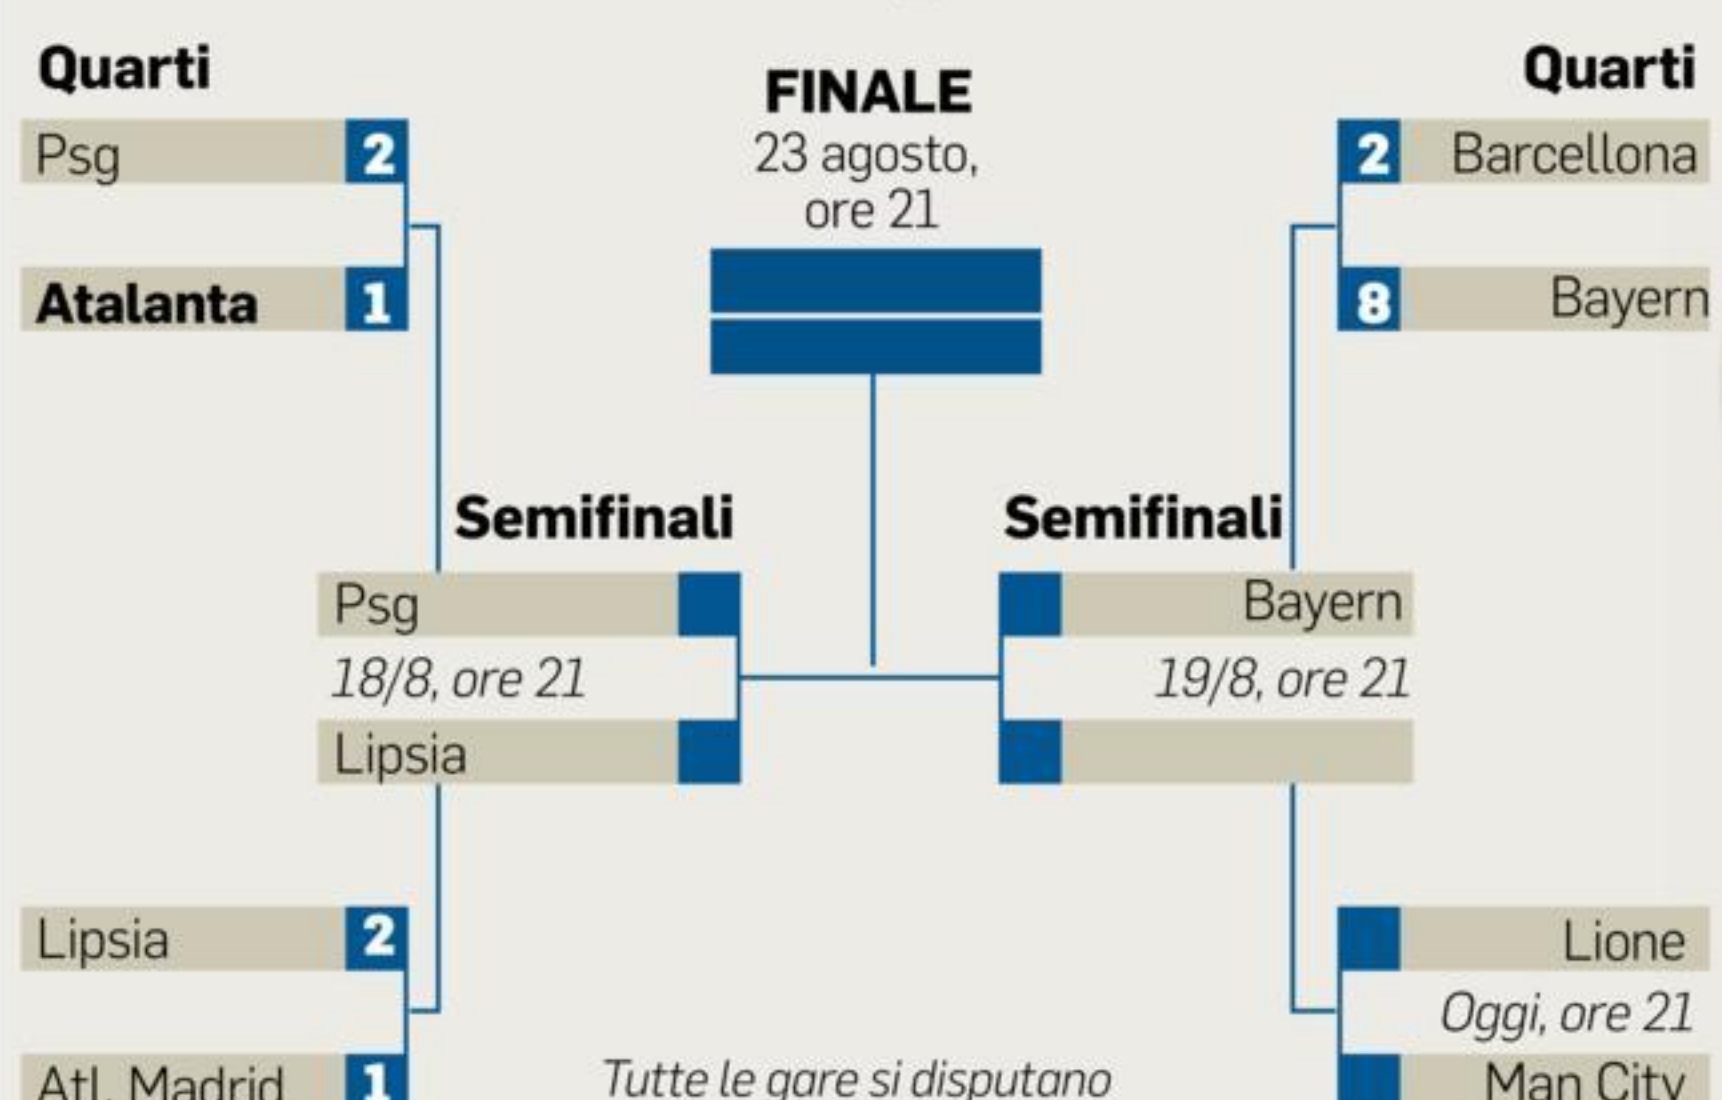 Quarti
Psg 2
Atalanta 1
FINALE
23 agosto,
ore 21
Quarti
2 Barcellona
8 Bayern
Semifinali
Psg
18/8, ore 21
Lipsia
Semifinali
Bayern
19/8, ore 21
Lipsia 2
Atl. Madrid 1
Lione
Oggi, ore 21
Man City
Tutte le gare si disputano